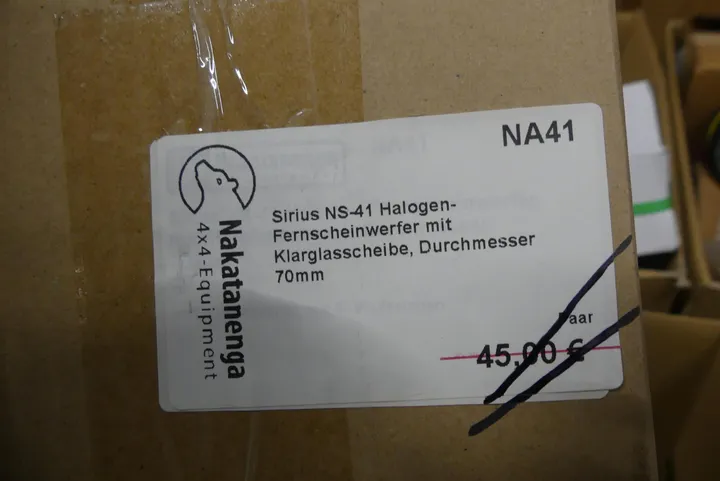 NA41
Sirius NS-41 Halogen-
Fernscheinwerfer mit
Klarglasscheibe, Durchmesser
70mm
Nakatanenga
4x4-Equipment
Paar
45,00 €